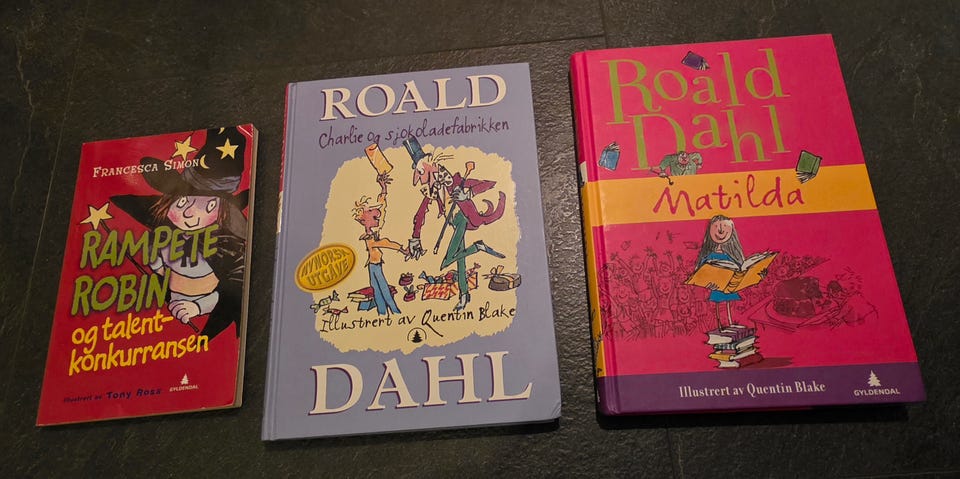 FRANCESCA SIMON
RAMPETE
ROBIN
og talent-
konkurransen
Illustrert av Tony Ross
GYLDENDAL
ROALD
Charlie og sjokoladefabrikken
NYNORSK
UTGAVE
Illustrert av Quentin Blake
DAHL
Roald
Dahl
Matilda
Illustrert av Quentin Blake
GYLDENDAL